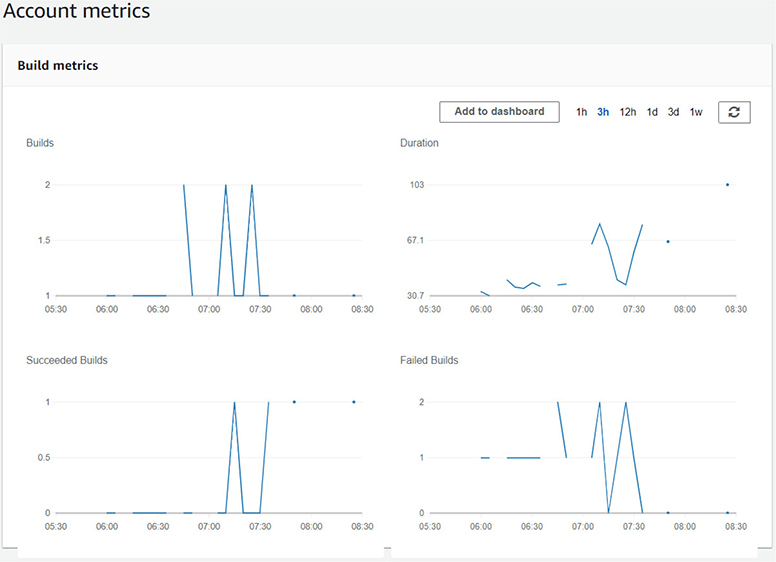 Account metrics
Build metrics
Add to dashboard 1h 3h 12h 1d 3d 1w
Builds
2
1.5
1
05:30 06:00 06:30 07:00 07:30 08:00 08:30
Duration
103
67.1
30.7
05:30 06:00 06:30 07:00 07:30 08:00 08:30
Succeeded Builds
1
0.5
0
05:30 06:00 06:30 07:00 07:30 08:00 08:30
Failed Builds
2
1
0
05:30 06:00 06:30 07:00 07:30 08:00 08:30